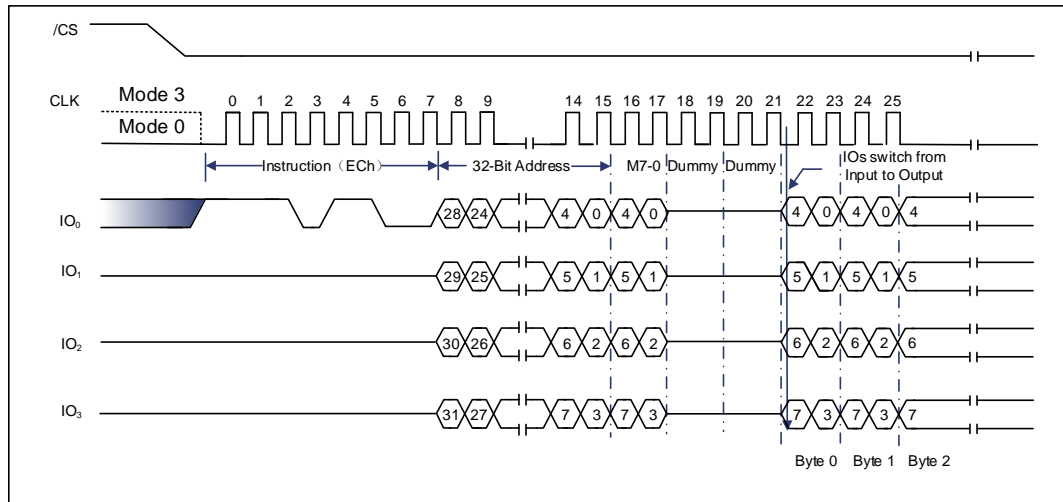 /CS
CLK Mode 3
Mode 0
0 1 2 3 4 5 6 7 8 9 14 15 16 17 18 19 20 21 22 23 24 25
Instruction（ECh） 32-Bit Address M7-0 Dummy Dummy
IOs switch from
Input to Output
IO₀ 28 24 4 0 4 0 4 0 4 0 4
IO₁ 29 25 5 1 5 1 5 1 5 1 5
IO₂ 30 26 6 2 6 2 6 2 6 2 6
IO₃ 31 27 7 3 7 3 7 3 7 3 7
Byte 0 Byte 1 Byte 2